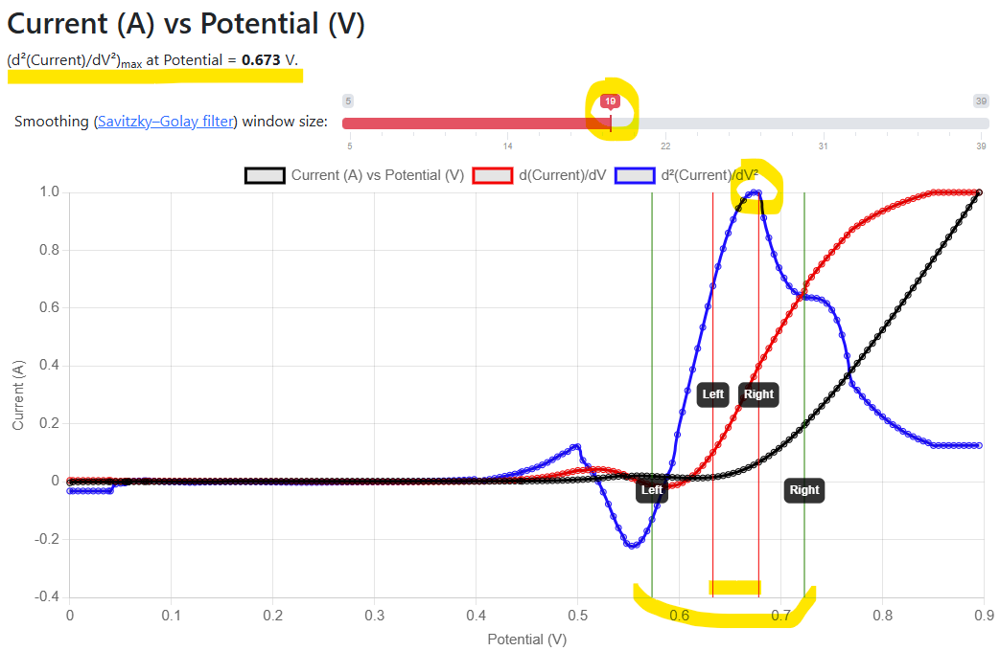 Current (A) vs Potential (V)
(d²(Current)/dV²)max at Potential = 0.673 V.
5 19 39
Smoothing (Savitzky–Golay filter) window size:
5 14 22 31 39
Current (A) vs Potential (V) d(Current)/dV d²(Current)/dV²
1.0
0.8
0.6
0.4
Left Right
0.2
0
Left Right
-0.2
-0.4
0 0.1 0.2 0.3 0.4 0.5 0.6 0.7 0.8 0.9
Current (A)
Potential (V)